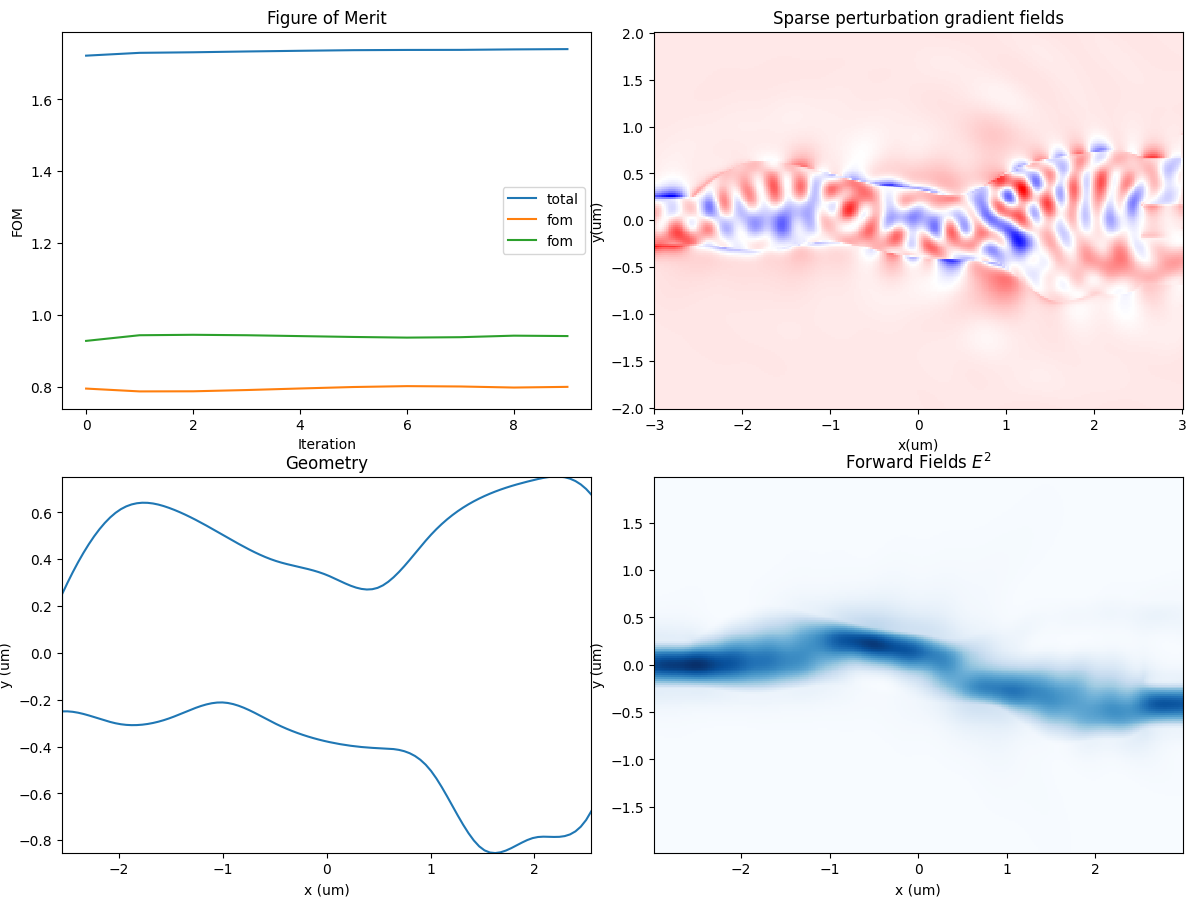 Figure of Merit
FOM
1.6
1.4
1.2
1.0
0.8
total
fom
fom
0 2 4 6 8
Iteration
Sparse perturbation gradient fields
y(um)
2.0
1.5
1.0
0.5
0.0
−0.5
−1.0
−1.5
−2.0
−3 −2 −1 0 1 2 3
x(um)
Geometry
y (um)
0.6
0.4
0.2
0.0
−0.2
−0.4
−0.6
−0.8
−2 −1 0 1 2
x (um)
Forward Fields E²
y (um)
1.5
1.0
0.5
0.0
−0.5
−1.0
−1.5
−2 −1 0 1 2
x (um)